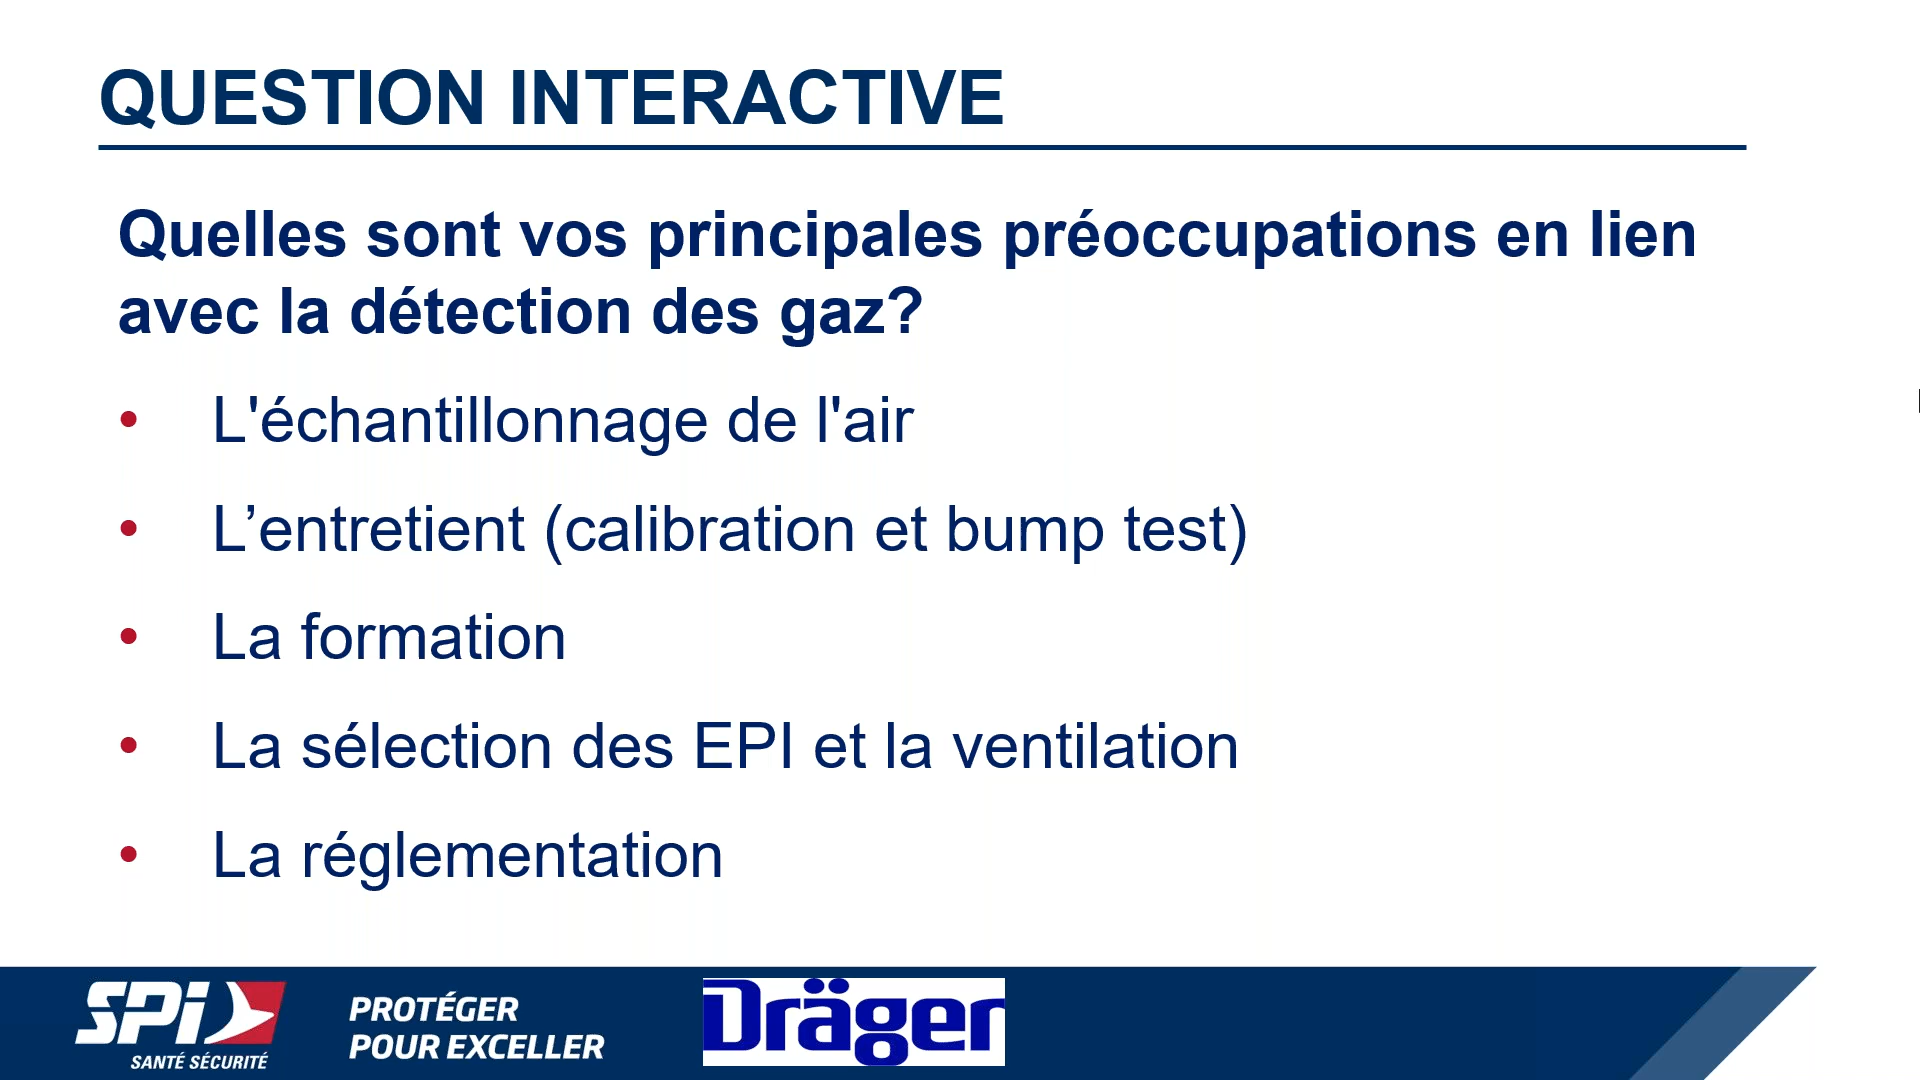 QUESTION INTERACTIVE
Quelles sont vos principales préoccupations en lien
avec la détection des gaz?
• L'échantillonnage de l'air
• L’entretient (calibration et bump test)
• La formation
• La sélection des EPI et la ventilation
• La réglementation
SPi
SANTÉ SÉCURITÉ
PROTÉGER
POUR EXCELLER
Dräger